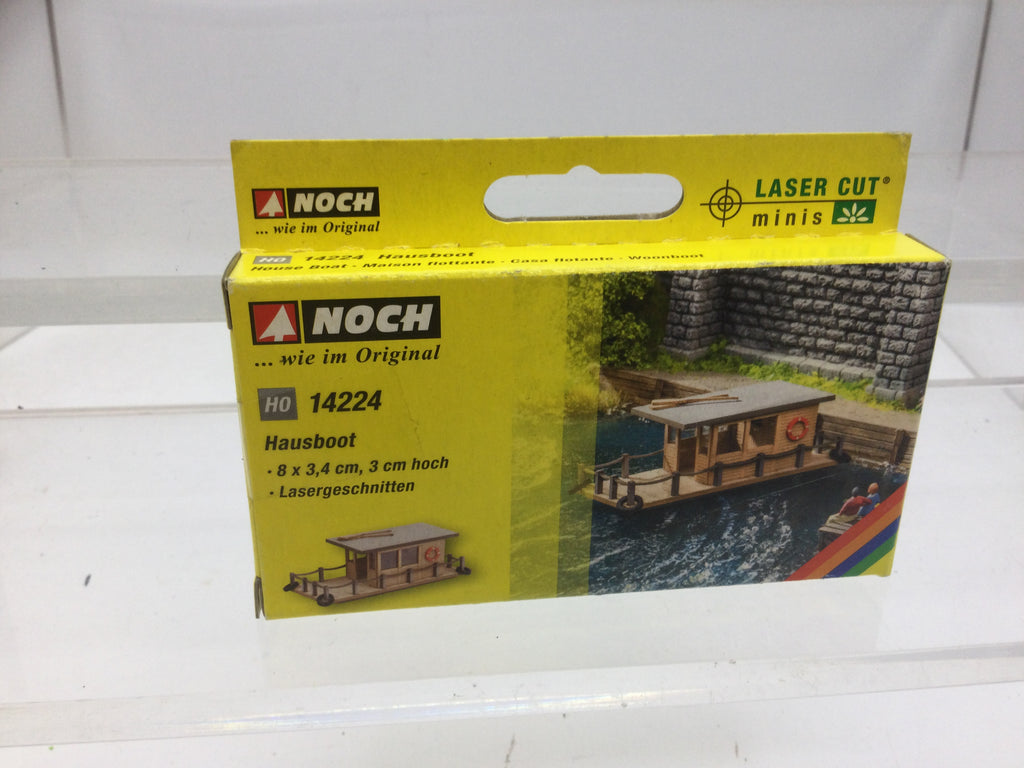 NOCH
... wie im Original
LASER CUT®
minis
H0 14224 Hausboot
House Boat · Maison flottante · Casa flotante · Woonboot
NOCH
... wie im Original
H0 14224
Hausboot
· 8 x 3,4 cm, 3 cm hoch
· Lasergeschnitten